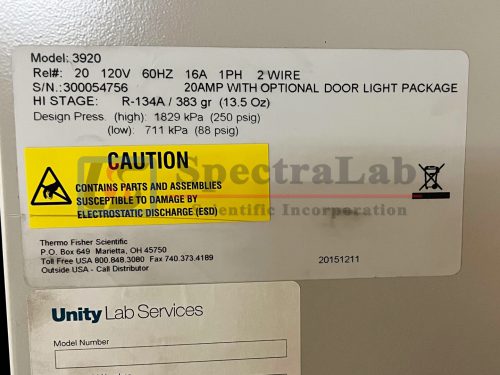 Model: 3920
Rel#: 20 120V 60HZ 16A 1PH 2 WIRE
S/N.:300054756 20AMP WITH OPTIONAL DOOR LIGHT PACKAGE
HI STAGE: R-134A / 383 gr (13.5 Oz)
Design Press. (high): 1829 kPa (250 psig)
(low): 711 kPa (88 psig)
CAUTION
CONTAINS PARTS AND ASSEMBLIES
SUSCEPTIBLE TO DAMAGE BY
ELECTROSTATIC DISCHARGE (ESD)
SpectraLab
Scientific Incorporation
Thermo Fisher Scientific
P.O. Box 649 Marietta, OH 45750
Toll Free USA 800.848.3080 Fax 740.373.4189
Outside USA - Call Distributor
20151211
Unity Lab Services
Model Number